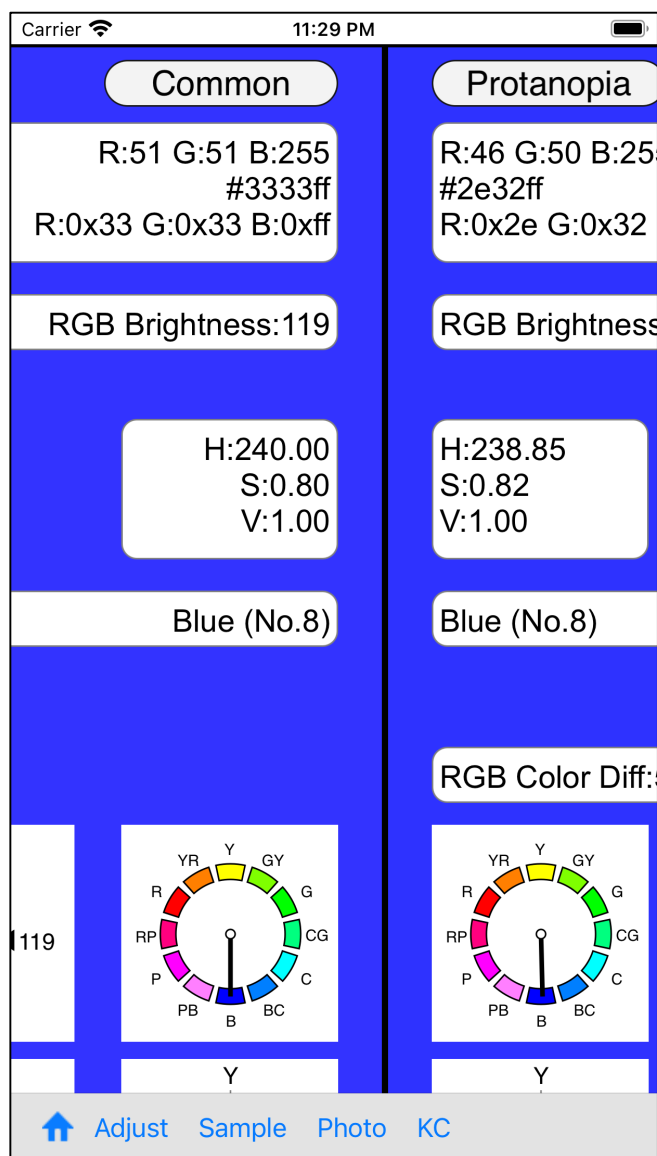 Carrier
11:29 PM
Common
R:51 G:51 B:255
#3333ff
R:0x33 G:0x33 B:0xff
RGB Brightness:119
H:240.00
S:0.80
V:1.00
Blue (No.8)
119
Y
GY
G
CG
C
BC
B
PB
P
RP
R
YR
Y
Protanopia
R:46 G:50 B:25
#2e32ff
R:0x2e G:0x32
RGB Brightness
H:238.85
S:0.82
V:1.00
Blue (No.8)
RGB Color Diff:
Y
GY
G
CG
C
BC
B
PB
P
RP
R
YR
Y
Adjust Sample Photo KC